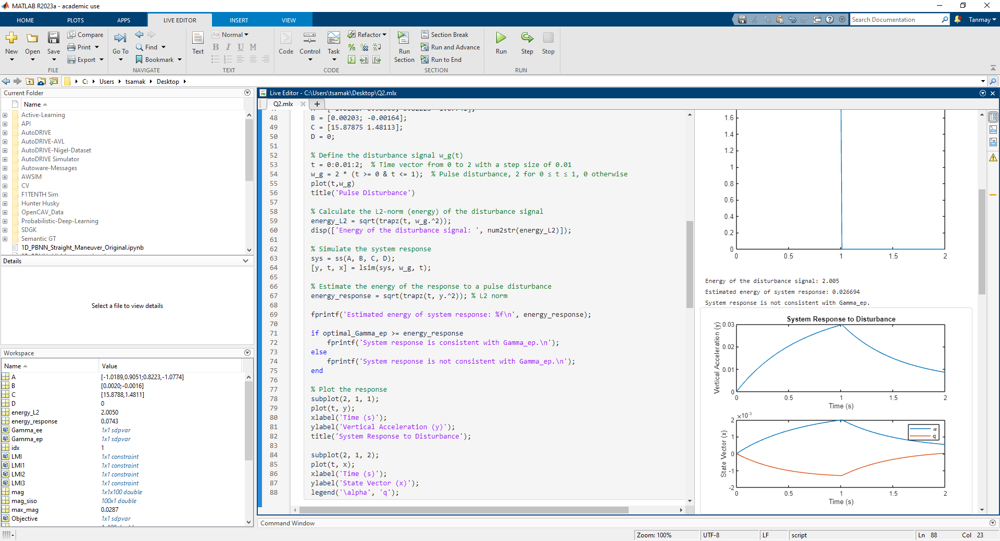 MATLAB R2023a - academic use
HOME PLOTS APPS LIVE EDITOR INSERT VIEW
Search Documentation
Tanmay
New Open Save
Compare
Print
Export
FILE
Go To
Find
Bookmark
NAVIGATE
Text
Aa Normal
B I U M
TEXT
Code Control Task
Refactor
CODE
Run Section
Section Break
Run and Advance
Run to End
SECTION
Run Step Stop
RUN
C: Users tsamak Desktop
Current Folder
Name
Active-Learning
API
AutoDRIVE
AutoDRIVE-AVL
AutoDRIVE-Nigel-Dataset
AutoDRIVE Simulator
Autoware-Messages
AWSIM
CV
F1TENTH Sim
Hunter Husky
OpenCAV_Data
Probabilistic-Deep-Learning
SDGK
Semantic GT
1D_PBNN_Straight_Maneuver_Original.ipynb
Details
Select a file to view details
Workspace
Name Value
A [-1.0189,0.9051;0.8223,-1.0774]
B [0.0020;-0.0016]
C [15.8788,1.4811]
D 0
energy_L2 2.0050
energy_response 0.0743
Gamma_ee 1x1 sdpvar
Gamma_ep 1x1 sdpvar
idx 1
LMI 1x1 constraint
LMI1 1x1 constraint
LMI2 1x1 constraint
LMI3 1x1 constraint
mag 1x1x100 double
mag_siso 100x1 double
max_mag 0.0287
Objective 1x1 sdpvar
Live Editor - C:\Users\tsamak\Desktop\Q2.mlx
Q2.mlx
48 B = [0.00203; -0.00164];
49 C = [15.87875 1.48113];
50 D = 0;
51
52 % Define the disturbance signal w_g(t)
53 t = 0:0.01:2; % Time vector from 0 to 2 with a step size of 0.01
54 w_g = 2 * (t >= 0 & t <= 1); % Pulse disturbance, 2 for 0 ≤ t ≤ 1, 0 otherwise
55 plot(t,w_g)
56 title('Pulse Disturbance')
57
58 % Calculate the L2-norm (energy) of the disturbance signal
59 energy_L2 = sqrt(trapz(t, w_g.^2));
60 disp(['Energy of the disturbance signal: ', num2str(energy_L2)]);
61
62 % Simulate the system response
63 sys = ss(A, B, C, D);
64 [y, t, x] = lsim(sys, w_g, t);
65
66 % Estimate the energy of the response to a pulse disturbance
67 energy_response = sqrt(trapz(t, y.^2)); % L2 norm
68
69 fprintf('Estimated energy of system response: %f\n', energy_response);
70
71 if optimal_Gamma_ep >= energy_response
72 fprintf('System response is consistent with Gamma_ep.\n');
73 else
74 fprintf('System response is not consistent with Gamma_ep.\n');
75 end
76
77 % Plot the response
78 subplot(2, 1, 1);
79 plot(t, y);
80 xlabel('Time (s)');
81 ylabel('Vertical Acceleration (y)');
82 title('System Response to Disturbance');
83
84 subplot(2, 1, 2);
85 plot(t, x);
86 xlabel('Time (s)');
87 ylabel('State Vector (x)');
88 legend('\alpha', 'q');
1.6
1.4
1.2
1
0.8
0.6
0.4
0.2
0
0 0.5 1 1.5 2
Energy of the disturbance signal: 2.005
Estimated energy of system response: 0.026694
System response is not consistent with Gamma_ep.
System Response to Disturbance
Vertical Acceleration (y)
0.03
0.02
0.01
0
0 0.5 1 1.5 2
Time (s)
×10⁻³
State Vector (x)
2
1
0
-1
-2
α
q
0 0.5 1 1.5 2
Time (s)
Command Window
Zoom: 100% UTF-8 LF script Ln 88 Col 23